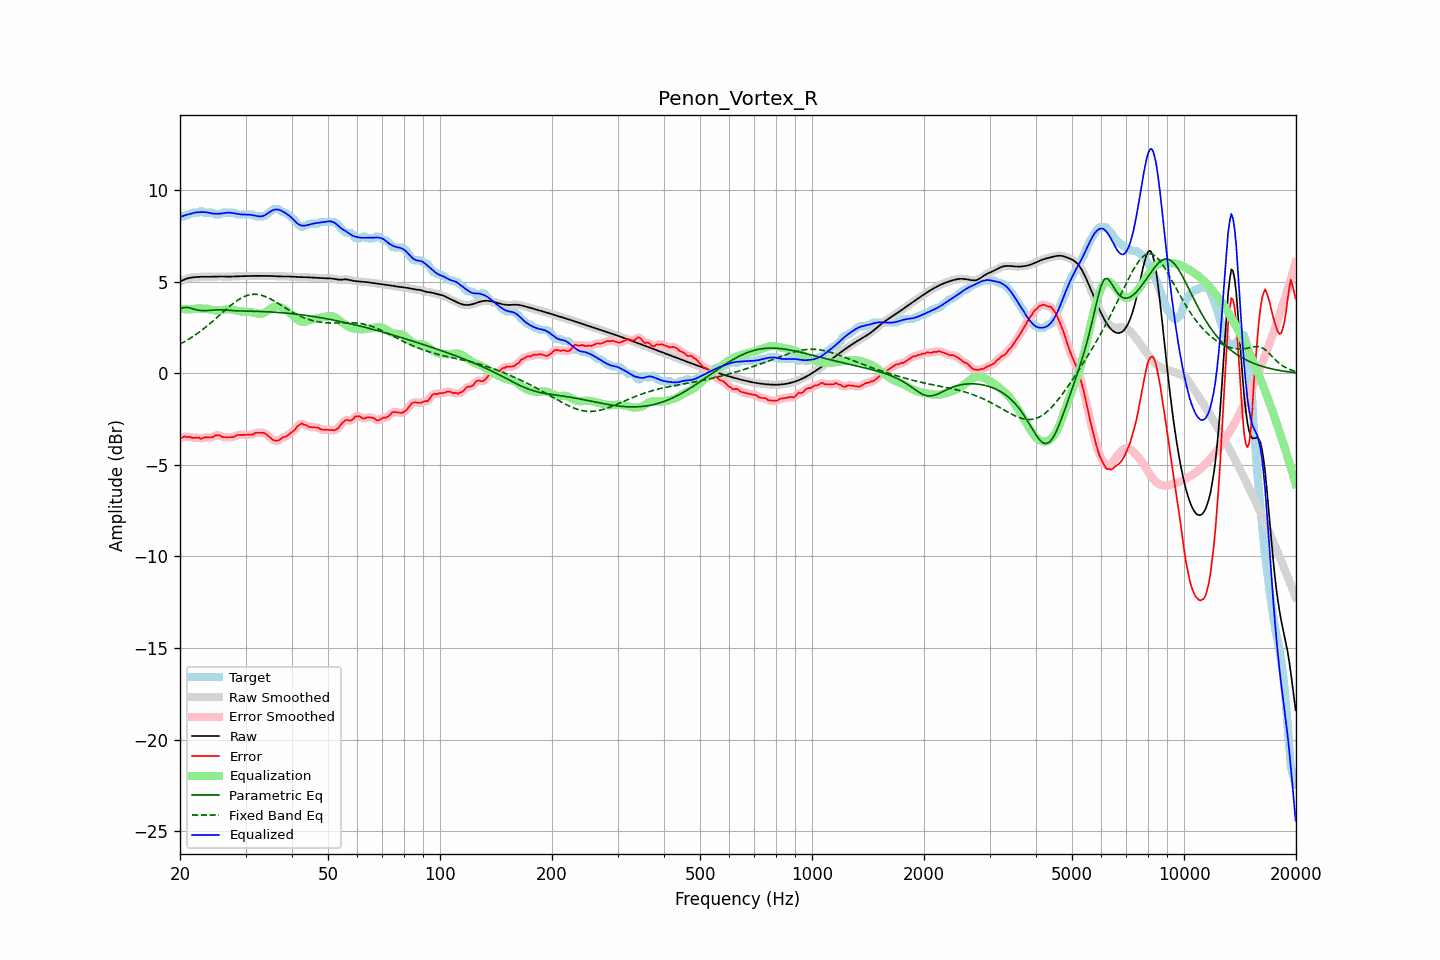 Penon_Vortex_R
Amplitude (dBr)
10
5
0
−5
−10
−15
−20
−25
Target
Raw Smoothed
Error Smoothed
Raw
Error
Equalization
Parametric Eq
Fixed Band Eq
Equalized
20 50 100 200 500 1000 2000 5000 10000 20000
Frequency (Hz)